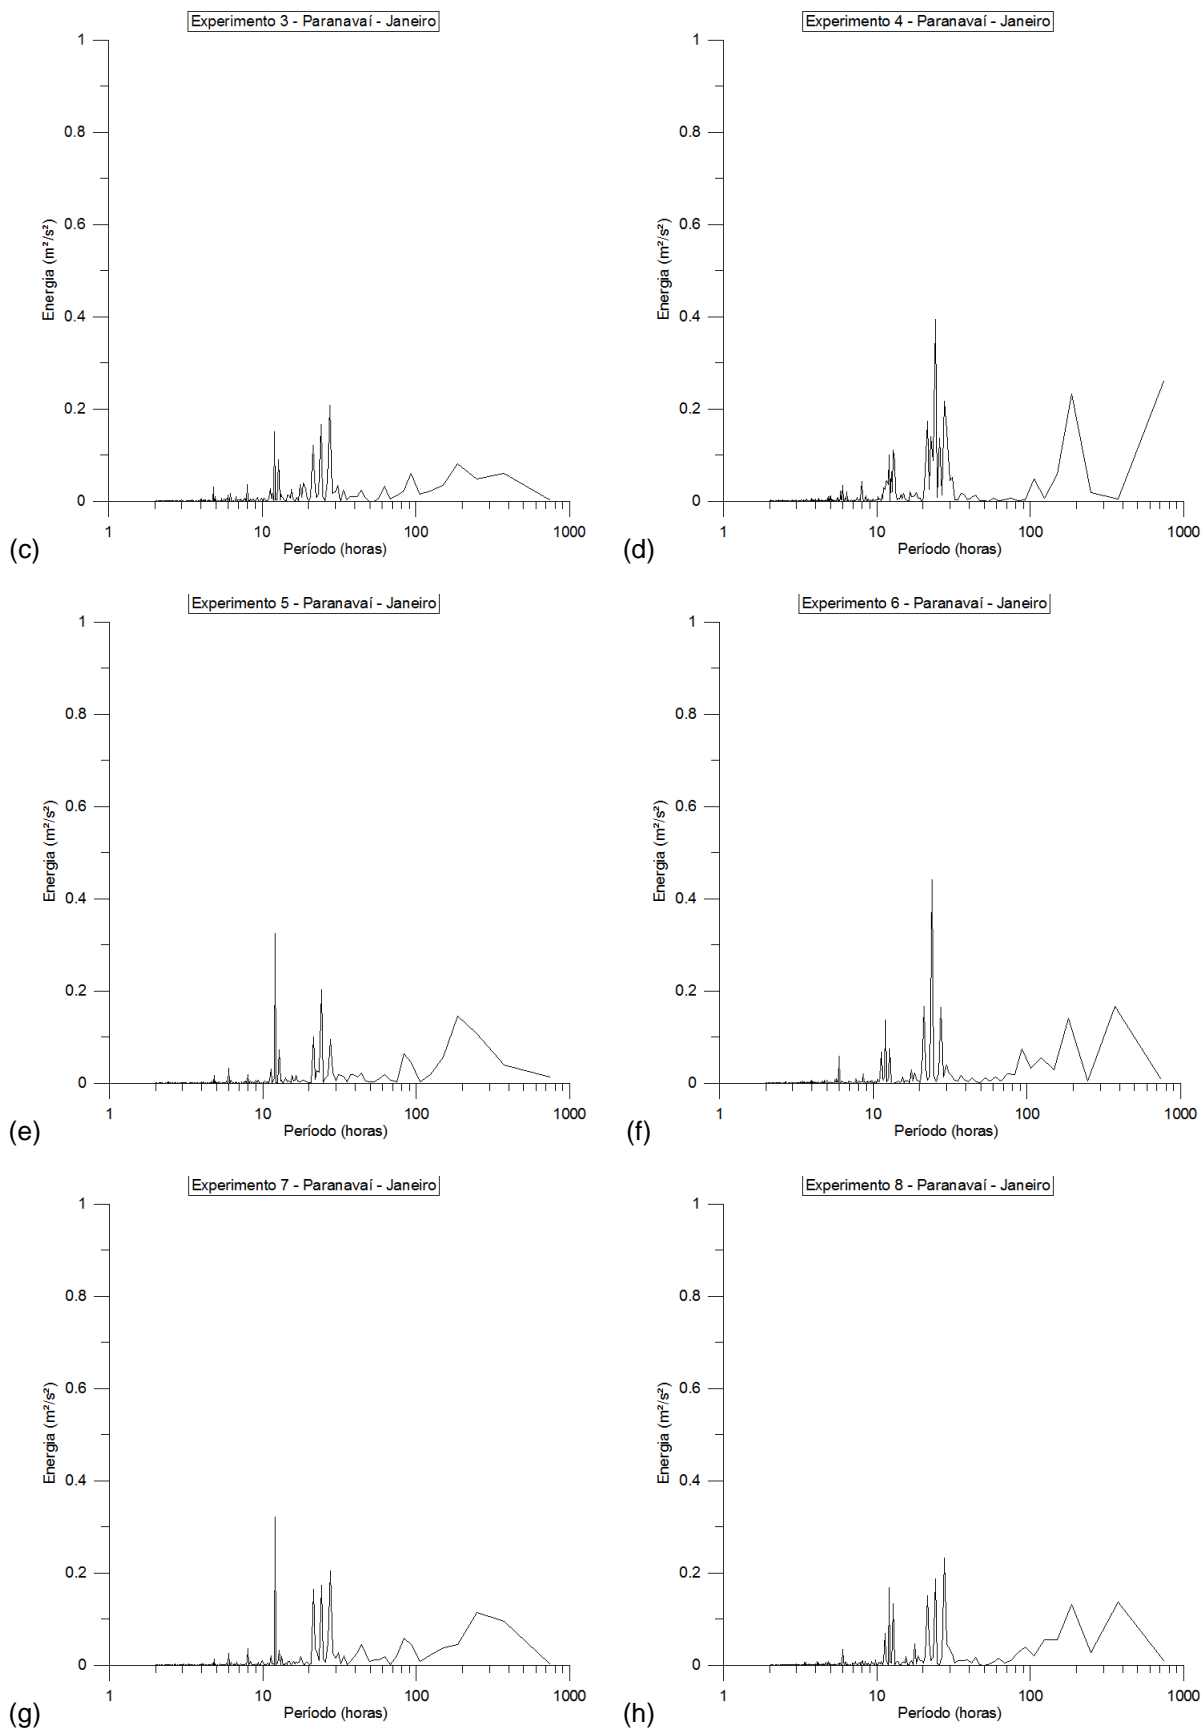 Experimento 3 - Paranavaí - Janeiro
1
0.8
0.6
0.4
0.2
0
Energia (m²/s²)
1 10 100 1000
Período (horas)
(c)
Experimento 4 - Paranavaí - Janeiro
1
0.8
0.6
0.4
0.2
0
Energia (m²/s²)
1 10 100 1000
Período (horas)
(d)
Experimento 5 - Paranavaí - Janeiro
1
0.8
0.6
0.4
0.2
0
Energia (m²/s²)
1 10 100 1000
Período (horas)
(e)
Experimento 6 - Paranavaí - Janeiro
1
0.8
0.6
0.4
0.2
0
Energia (m²/s²)
1 10 100 1000
Período (horas)
(f)
Experimento 7 - Paranavaí - Janeiro
1
0.8
0.6
0.4
0.2
0
Energia (m²/s²)
1 10 100 1000
Período (horas)
(g)
Experimento 8 - Paranavaí - Janeiro
1
0.8
0.6
0.4
0.2
0
Energia (m²/s²)
1 10 100 1000
Período (horas)
(h)